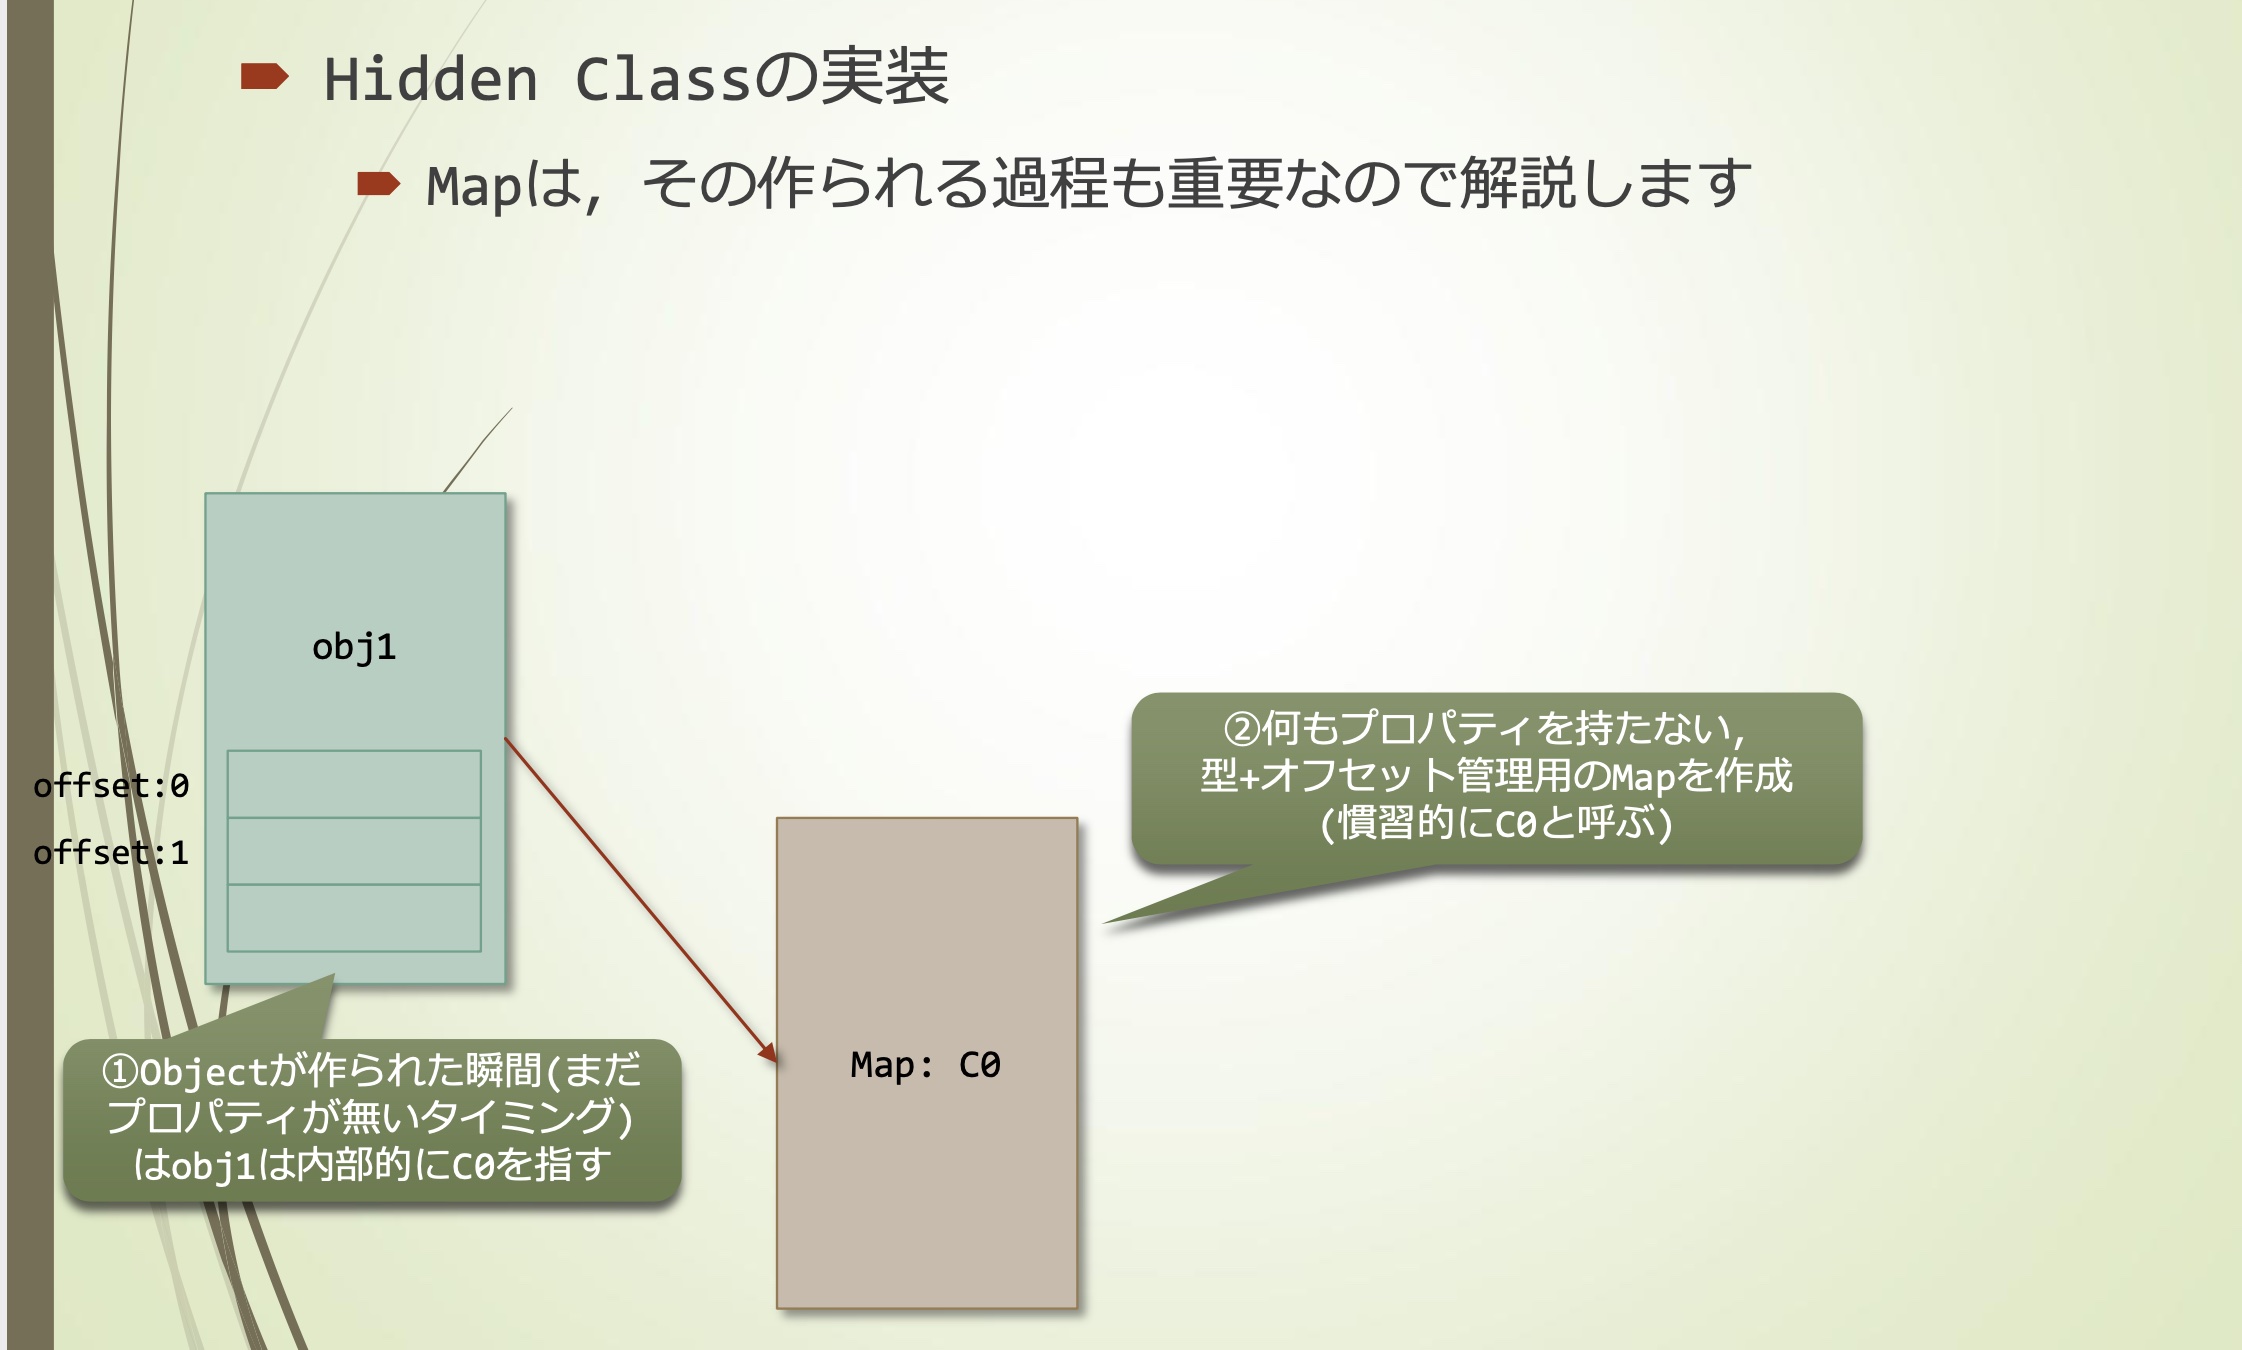 Hidden Classの実装
Mapは, その作られる過程も重要なので解説します
obj1
offset:0
offset:1
②何もプロパティを持たない,
型+オフセット管理用のMapを作成
(慣習的にC0と呼ぶ)
Map: C0
①Objectが作られた瞬間(まだ
プロパティが無いタイミング)
はobj1は内部的にC0を指す